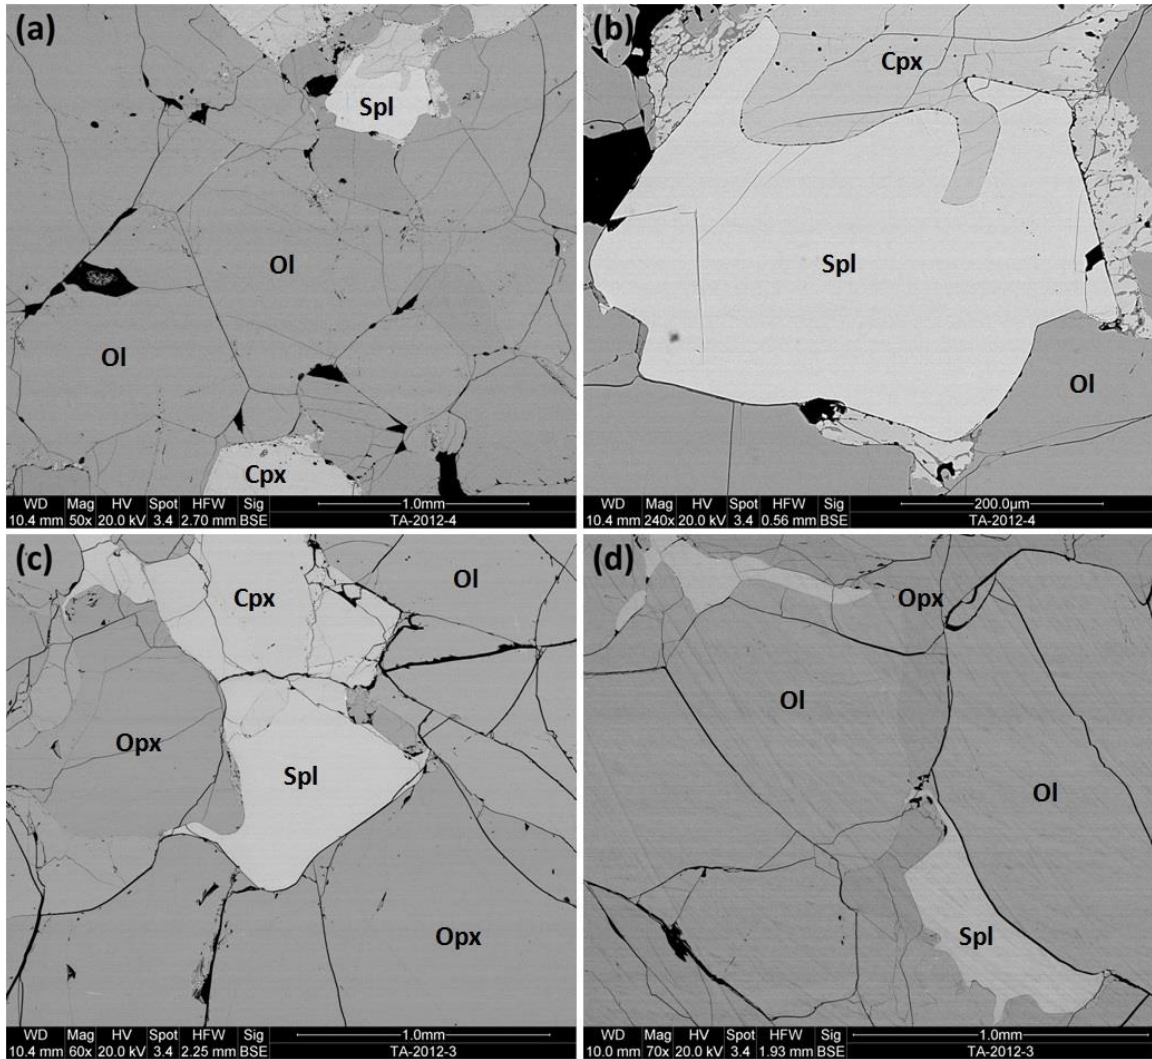 (a)
Spl
Ol
Ol
Cpx
WD Mag HV Spot HFW Sig 1.0mm
10.4 mm 50x 20.0 kV 3.4 2.70 mm BSE TA-2012-4
(b)
Cpx
Spl
Ol
WD Mag HV Spot HFW Sig 200.0µm
10.4 mm 240x 20.0 kV 3.4 0.56 mm BSE TA-2012-4
(c)
Cpx
Ol
Opx
Spl
Opx
WD Mag HV Spot HFW Sig 1.0mm
10.4 mm 60x 20.0 kV 3.4 2.25 mm BSE TA-2012-3
(d)
Opx
Ol
Ol
Spl
WD Mag HV Spot HFW Sig 1.0mm
10.0 mm 70x 20.0 kV 3.4 1.93 mm BSE TA-2012-3